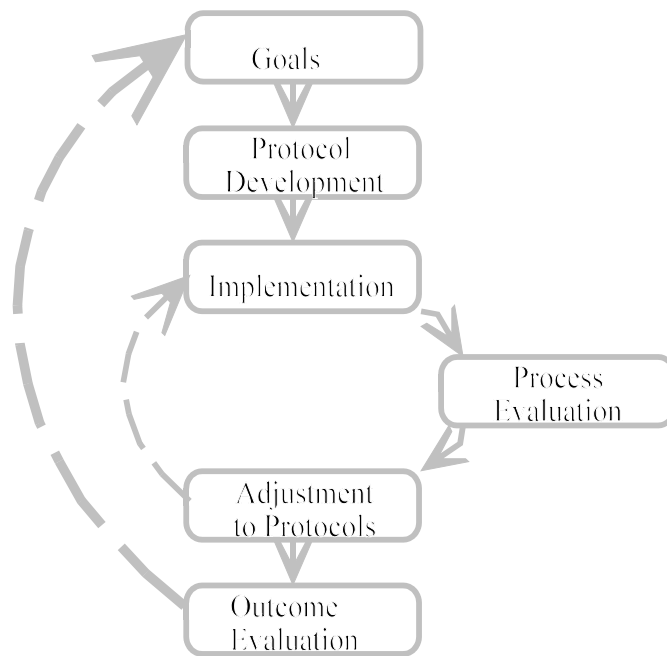 Goals
Protocol
Development
Implementation
Process
Evaluation
Adjustment
to Protocols
Outcome
Evaluation